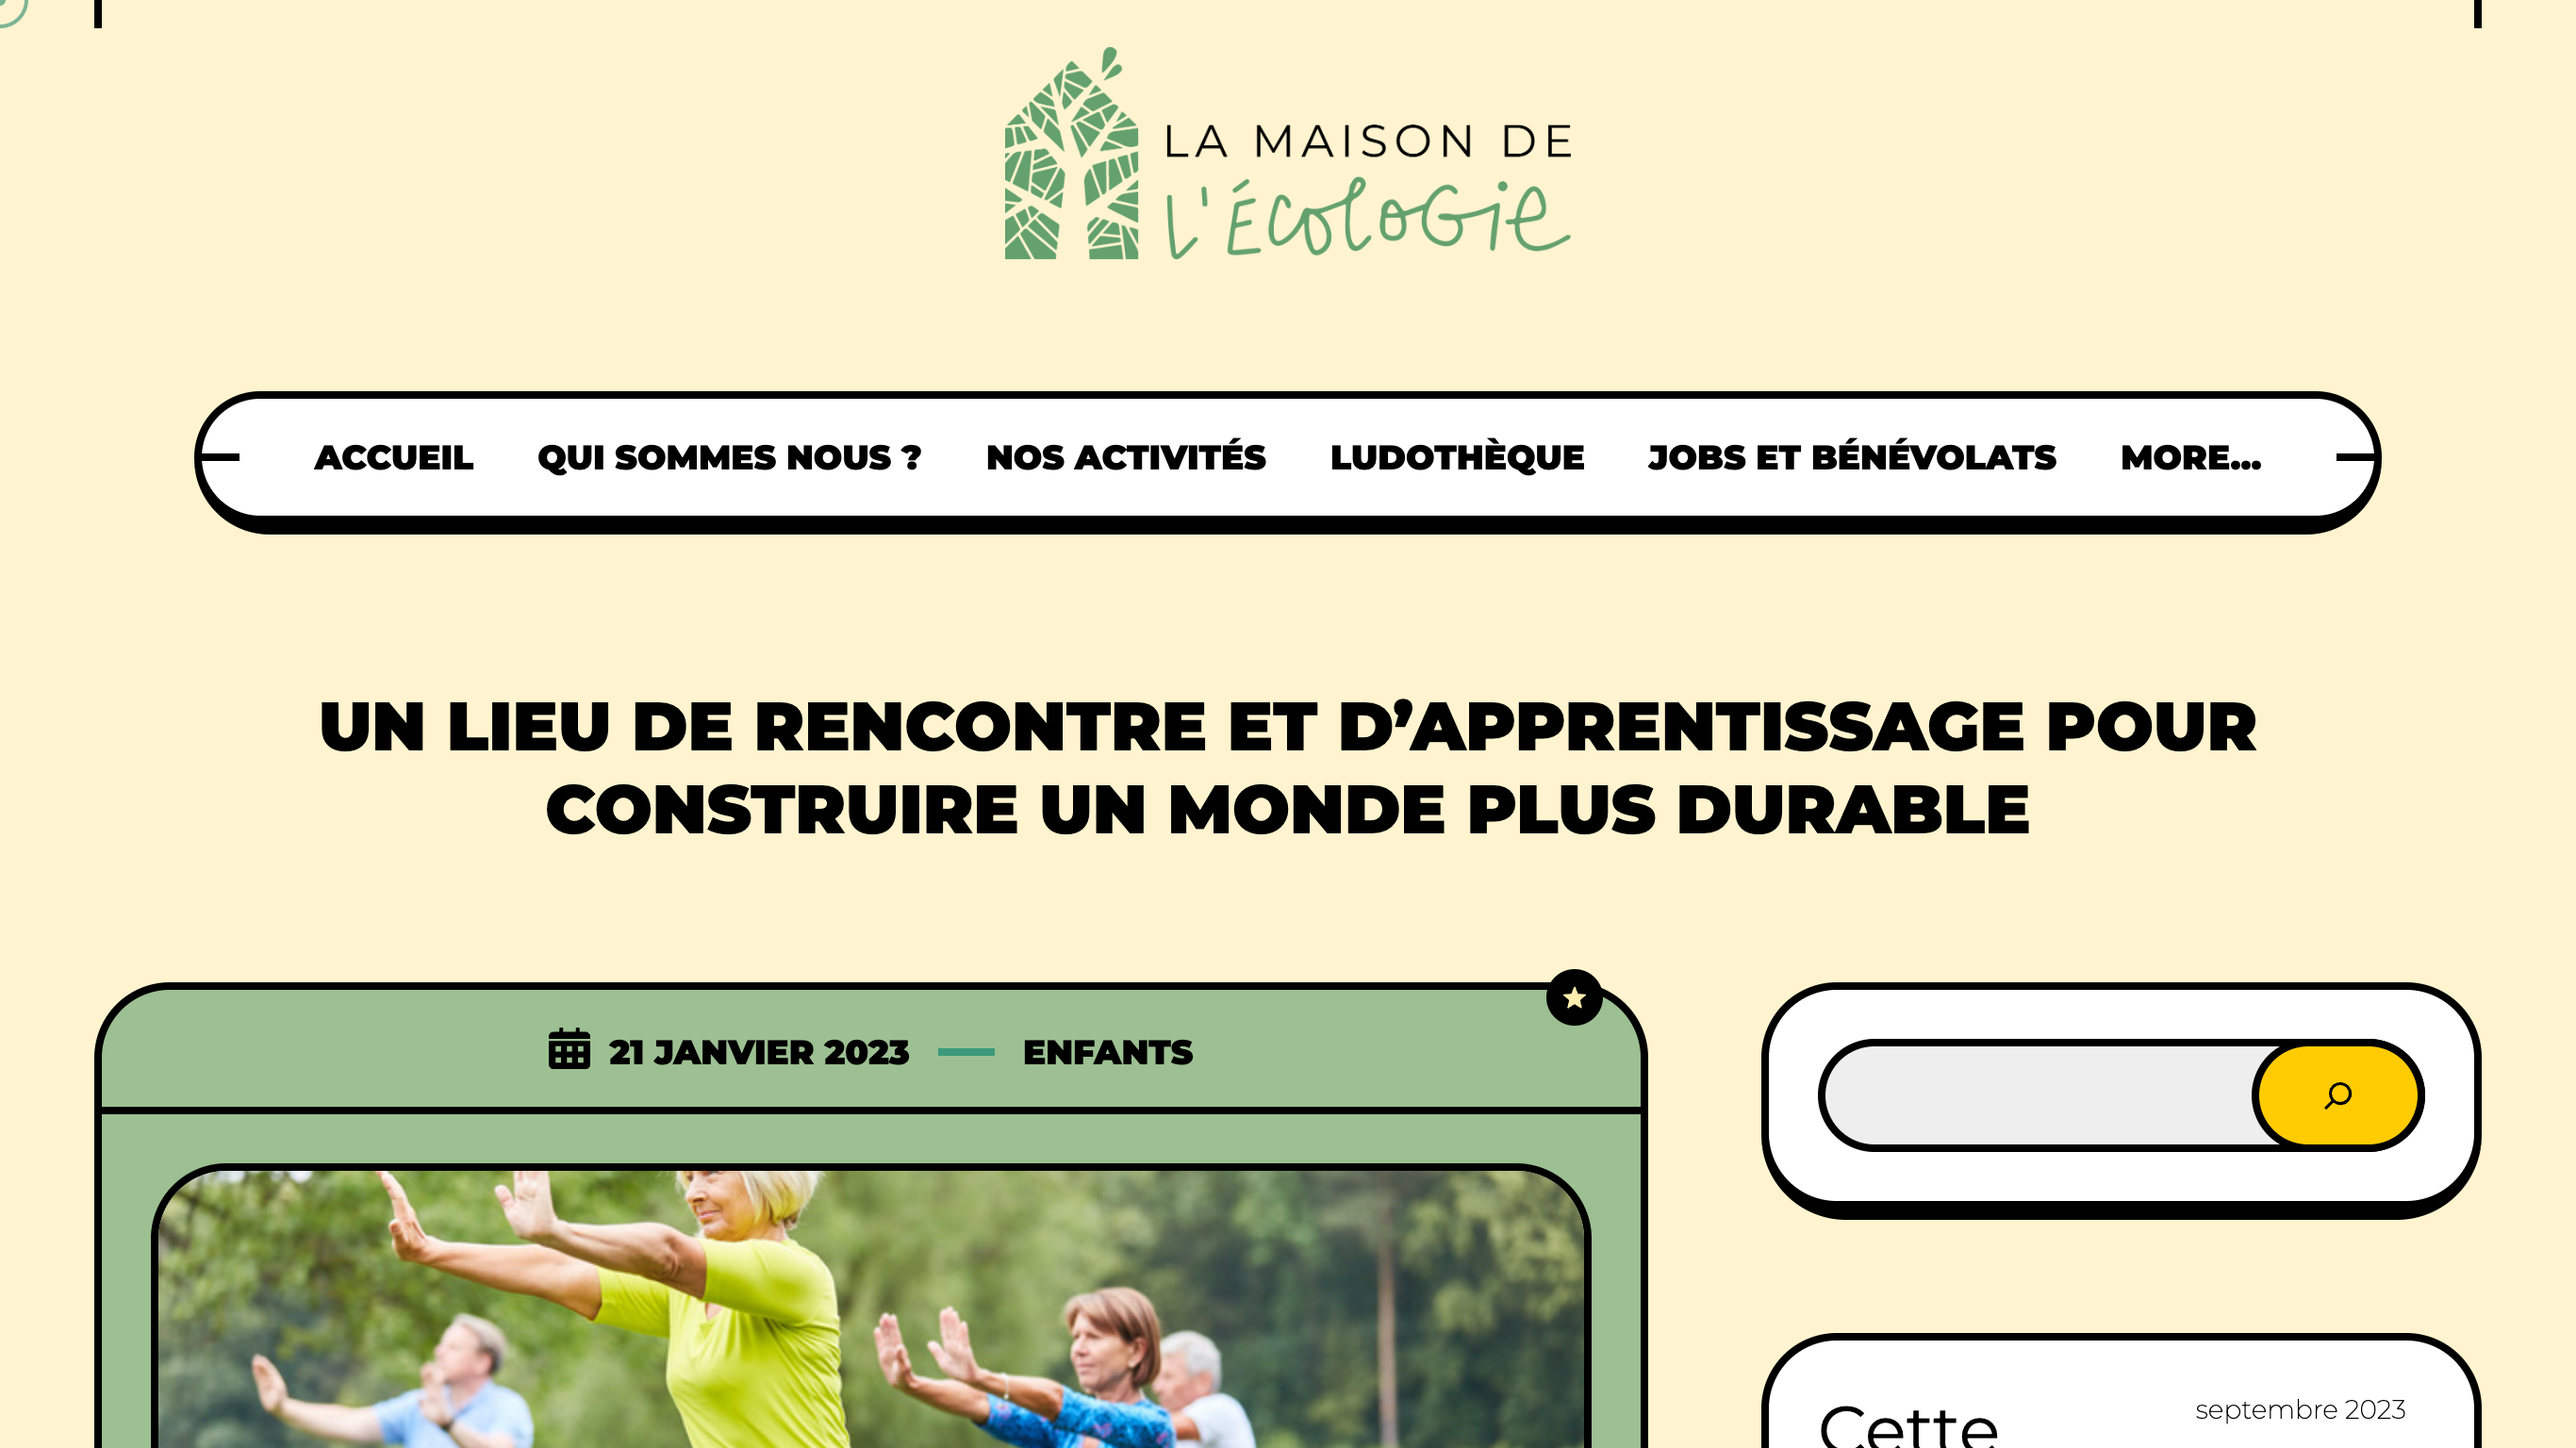 LA MAISON DE
L'ÉCOLOGIE
ACCUEIL QUI SOMMES NOUS ? NOS ACTIVITÉS LUDOTHÈQUE JOBS ET BÉNÉVOLATS MORE...
UN LIEU DE RENCONTRE ET D’APPRENTISSAGE POUR
CONSTRUIRE UN MONDE PLUS DURABLE
21 JANVIER 2023 ENFANTS
Cette
septembre 2023